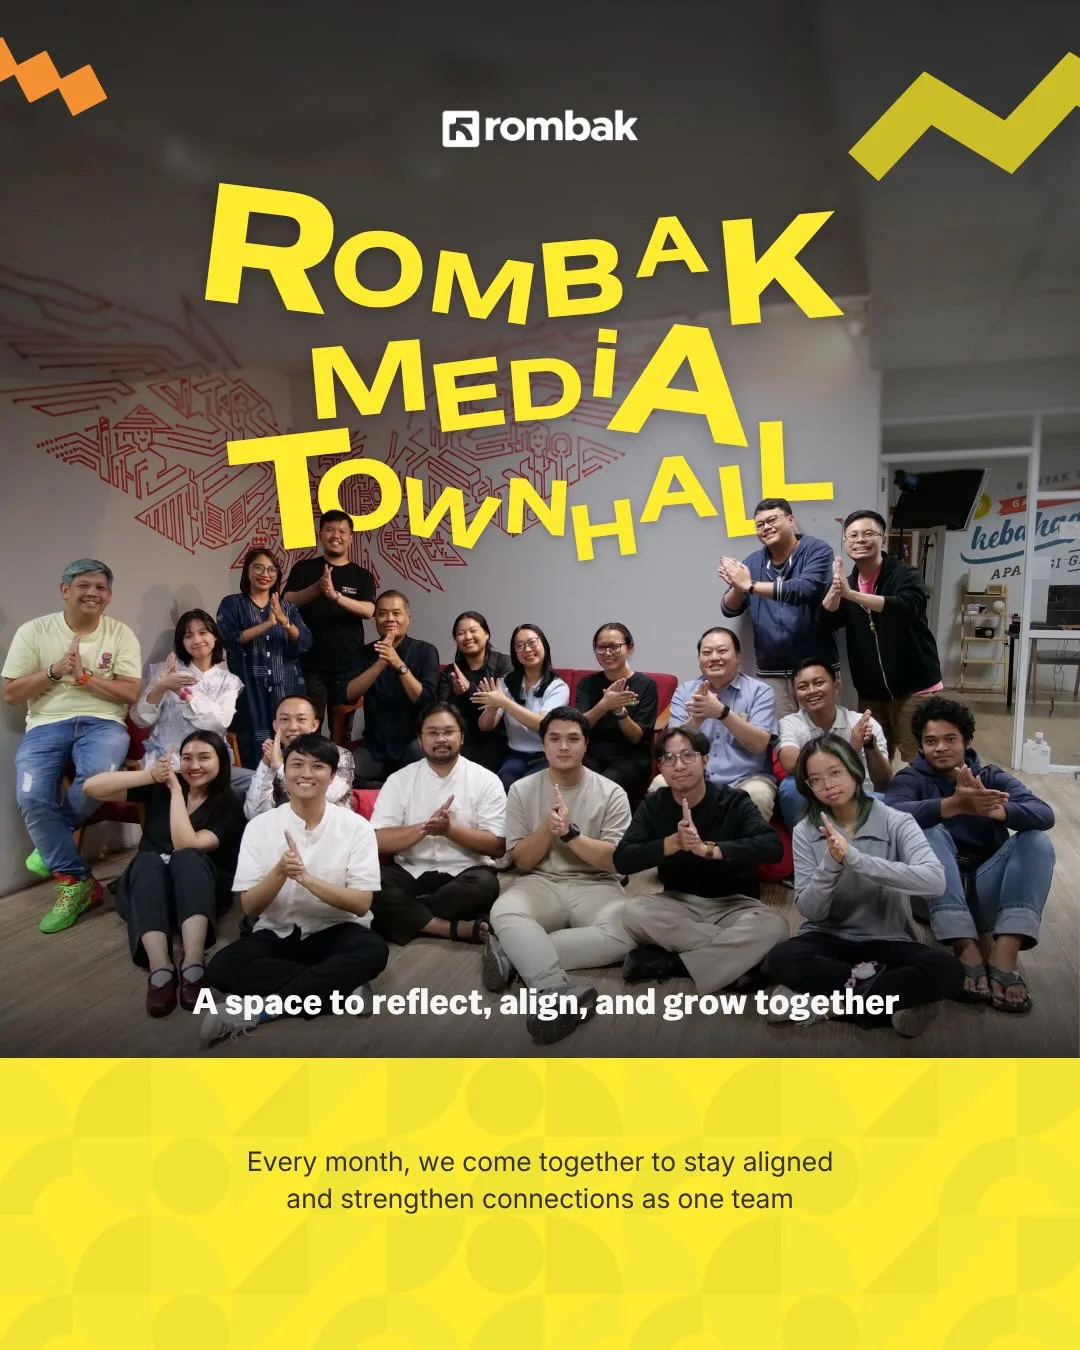 rombak
ROMBAK
MEDiA
TOWNHALL
A space to reflect, align, and grow together
Every month, we come together to stay aligned
and strengthen connections as one team